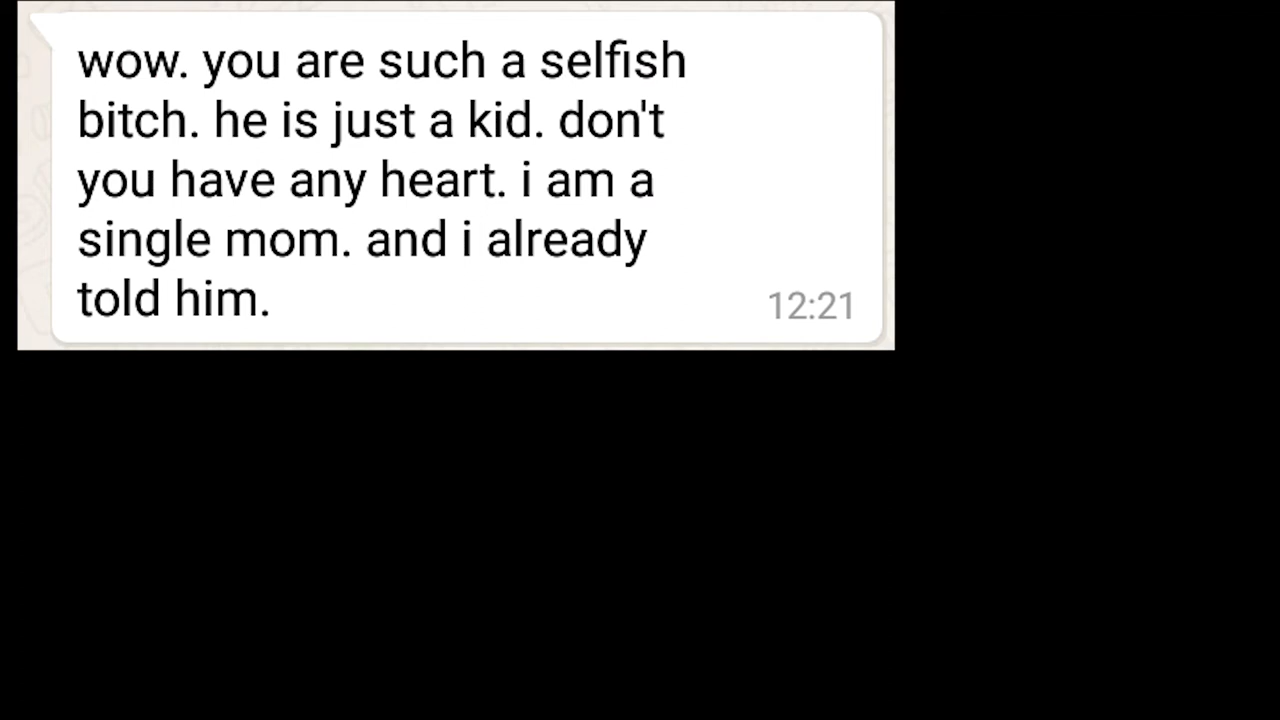 wow. you are such a selfish
bitch. he is just a kid. don't
you have any heart. i am a
single mom. and i already
told him.
12:21